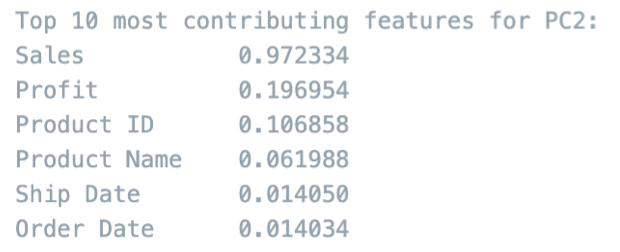 Top 10 most contributing features for PC2:
Sales 0.972334
Profit 0.196954
Product ID 0.106858
Product Name 0.061988
Ship Date 0.014050
Order Date 0.014034